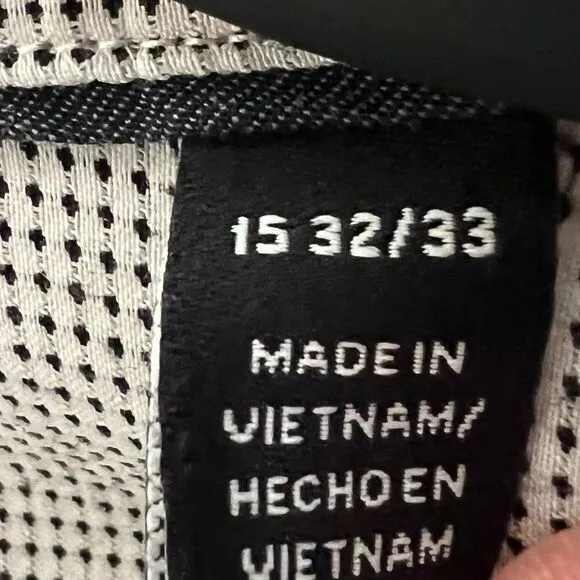 15 32/33
MADE IN
VIETNAM/
HECHO EN
VIETNAM